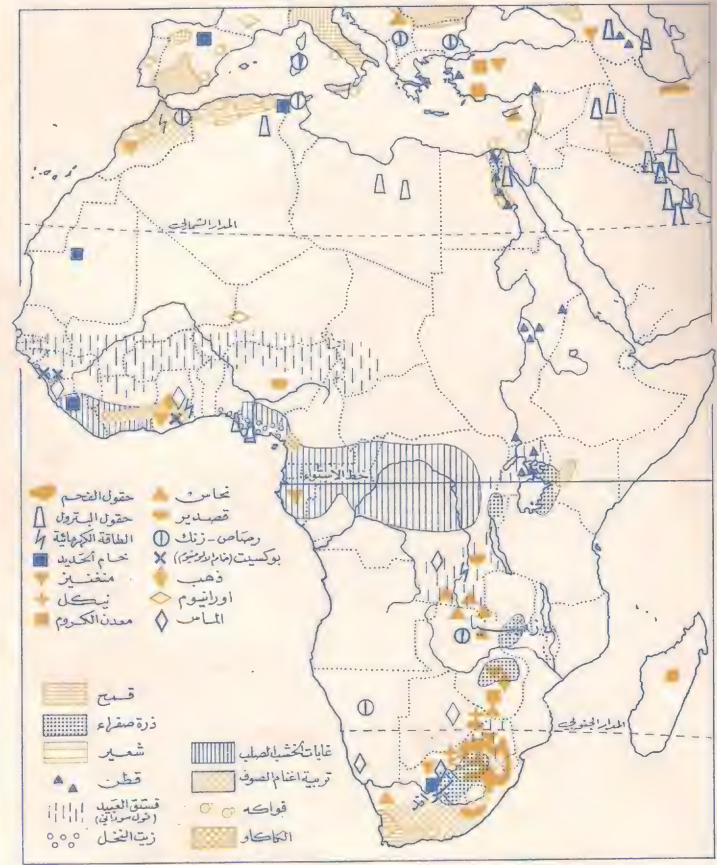 المدار الشمالي
خط الاستواء
المدار الجنوبي
حقول الفحم
حقول البترول
الطاقة الكهربائية
خام الحديد
منغنيز
نيكل
معدن الكروم
نحاس
قصدير
رصاص - زنك
بوكسيت (خام الالومنيوم)
ذهب
اورانيوم
الماس
قمح
ذرة صفراء
شعير
قطن
فستق العبيد
(فول سوداني)
زيت النخل
غابات الخشب الصلب
تربية اغنام الصوف
فواكه
الكاكاو